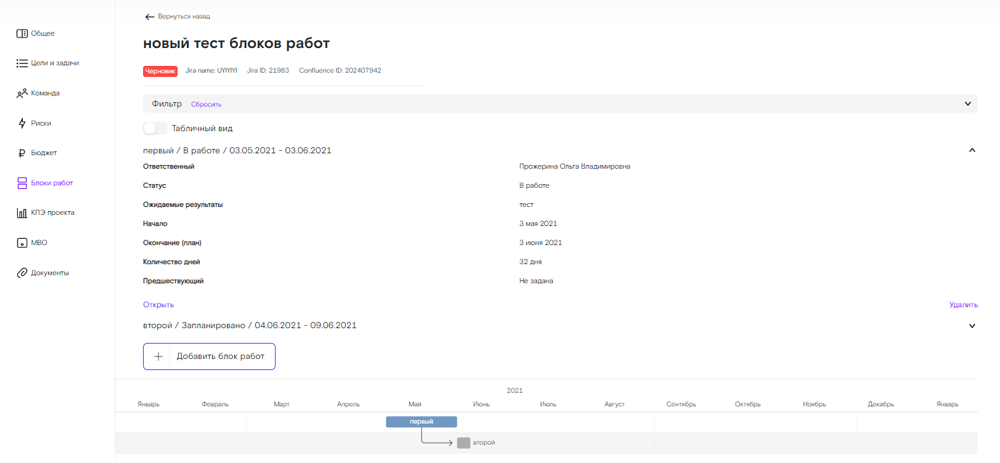 Вернуться назад
Общее
Цели и задачи
Команда
Риски
Бюджет
Блоки работ
КПЭ проекта
МВО
Документы
новый тест блоков работ
Черновик Jira name: UYIYIYI Jira ID: 21983 Confluence ID: 202407942
Фильтр Сбросить
Табличный вид
первый / В работе / 03.05.2021 - 03.06.2021
Ответственный Прожерина Ольга Владимировна
Статус В работе
Ожидаемые результаты тест
Начало 3 мая 2021
Окончание (план) 3 июня 2021
Количество дней 32 дня
Предшествующий Не задана
Открыть Удалить
второй / Запланировано / 04.06.2021 - 09.06.2021
Добавить блок работ
2021
Январь Февраль Март Апрель Май Июнь Июль Август Сентябрь Октябрь Ноябрь Декабрь Январь
первый
второй